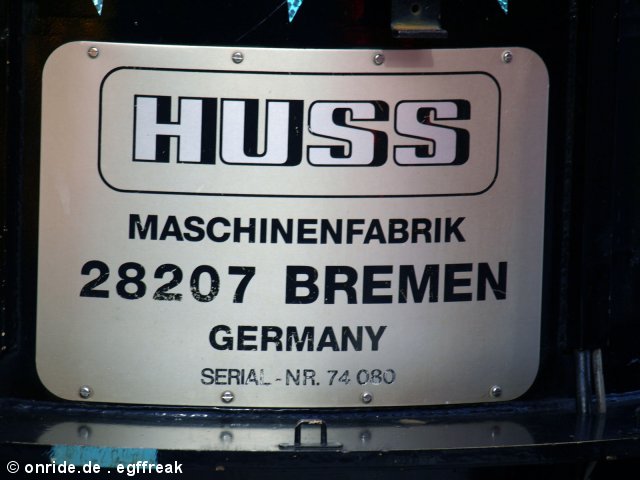 HUSS
MASCHINENFABRIK
28207 BREMEN
GERMANY
SERIAL-NR. 74 080
© onride.de . egffreak